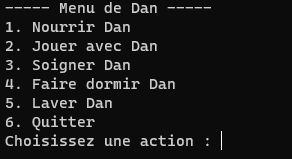 ----- Menu de Dan -----
1. Nourrir Dan
2. Jouer avec Dan
3. Soigner Dan
4. Faire dormir Dan
5. Laver Dan
6. Quitter
Choisissez une action :